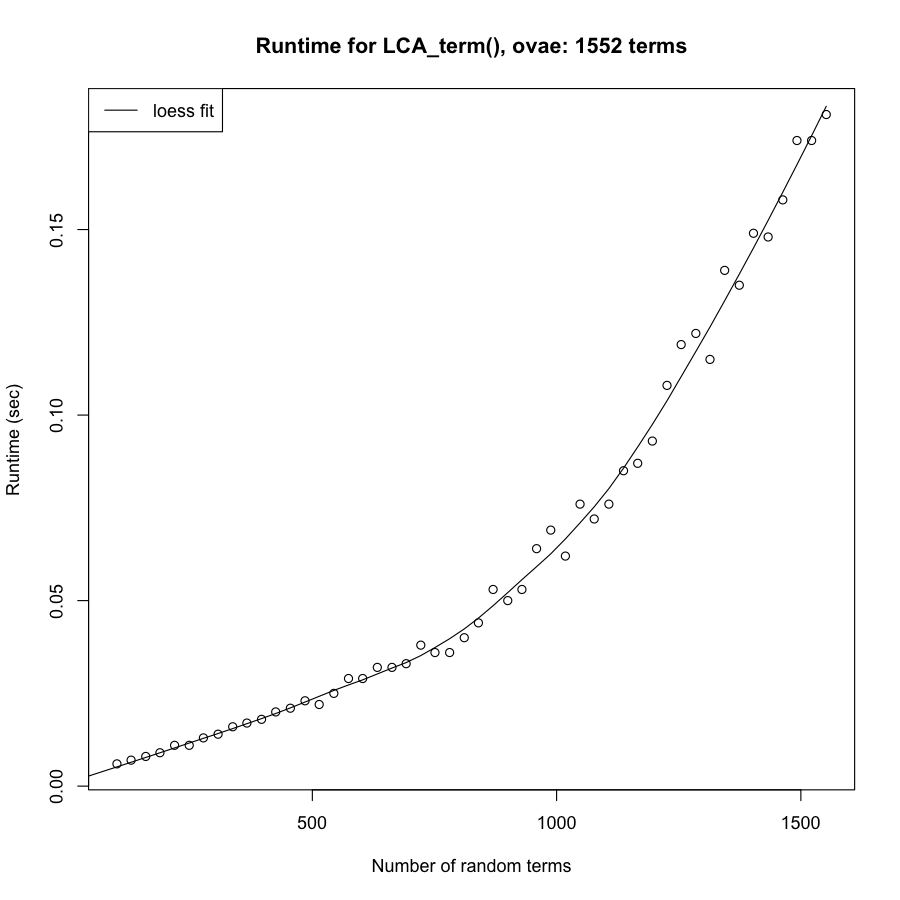 Runtime for LCA_term(), ovae: 1552 terms
loess fit
Runtime (sec)
0.15
0.10
0.05
0.00
500 1000 1500
Number of random terms